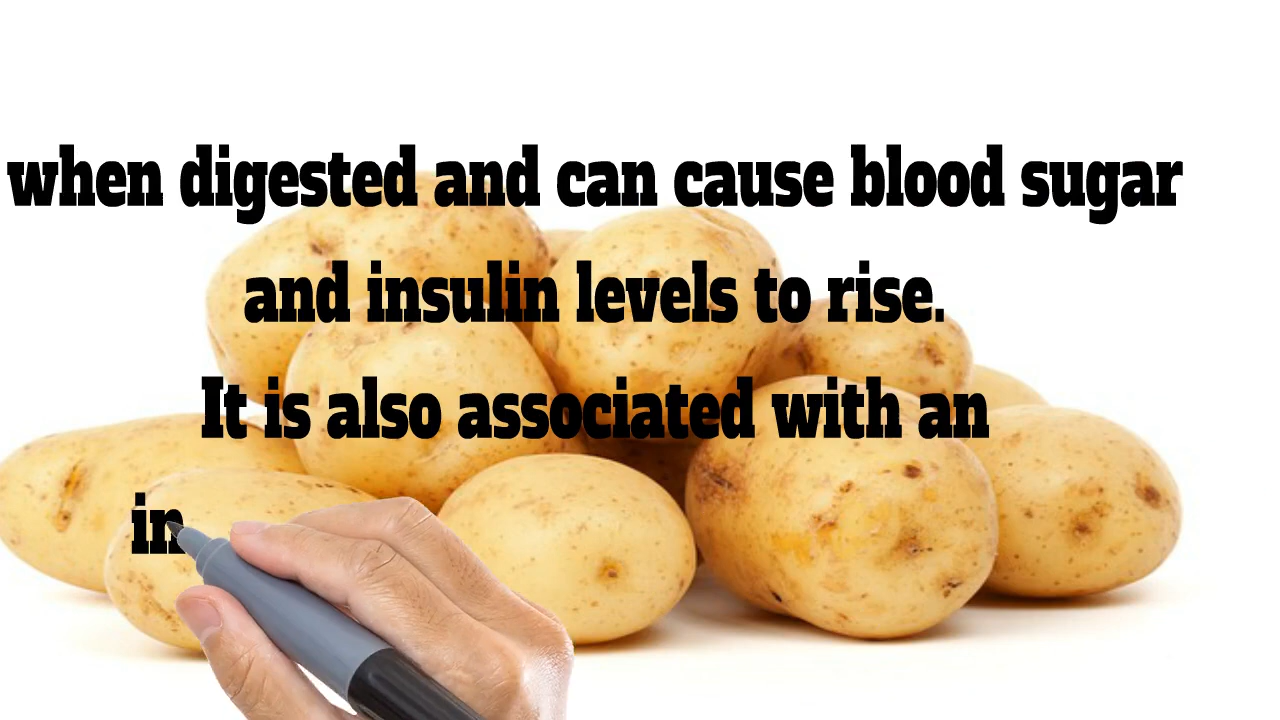 when digested and can cause blood sugar
and insulin levels to rise.
It is also associated with an
in